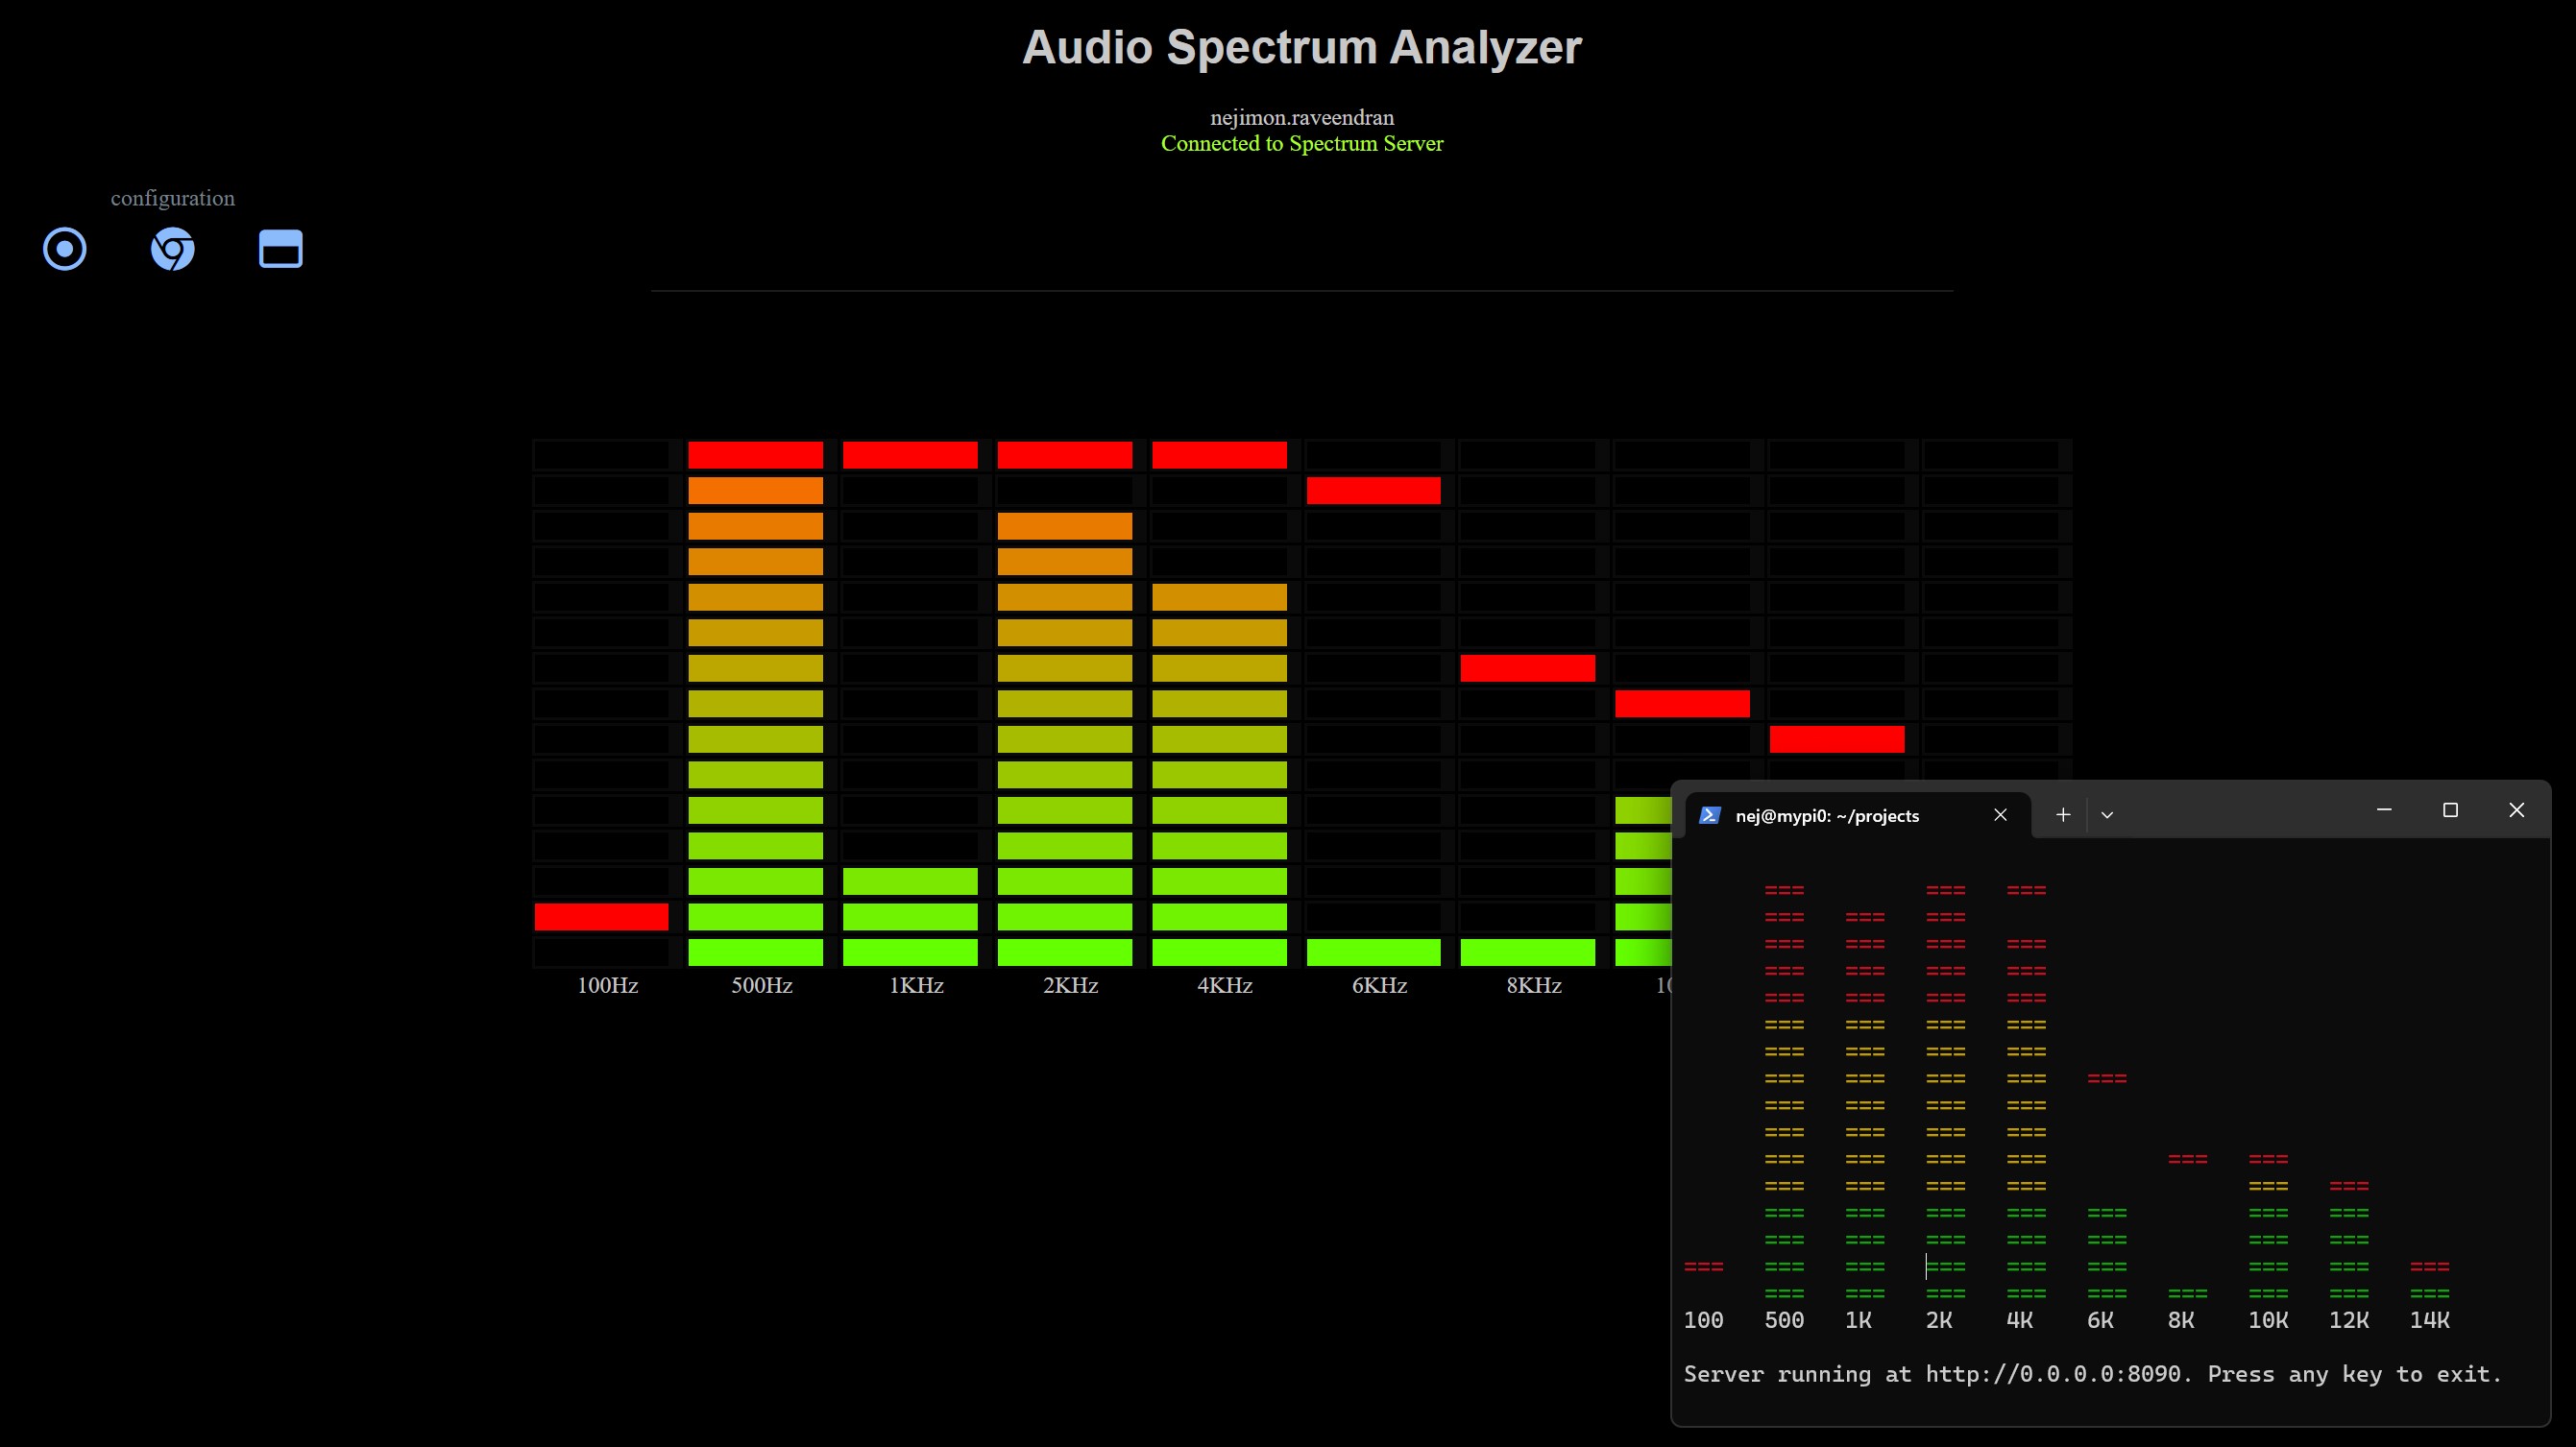 Audio Spectrum Analyzer
nejimon.raveendran
Connected to Spectrum Server
configuration
100Hz 500Hz 1KHz 2KHz 4KHz 6KHz 8KHz 10
nej@mypi0: ~/projects
100 500 1K 2K 4K 6K 8K 10K 12K 14K
Server running at http://0.0.0.0:8090. Press any key to exit.